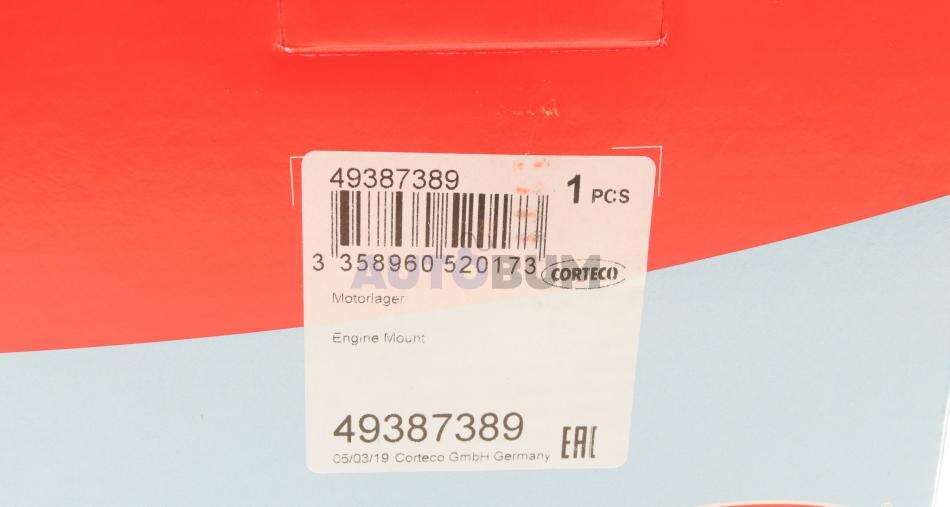 49387389
1 PCS
3 358960 520173
CORTECO
AUTOBUM
Motorlager
Engine Mount
49387389
05/03/19 Corteco GmbH Germany
EAC